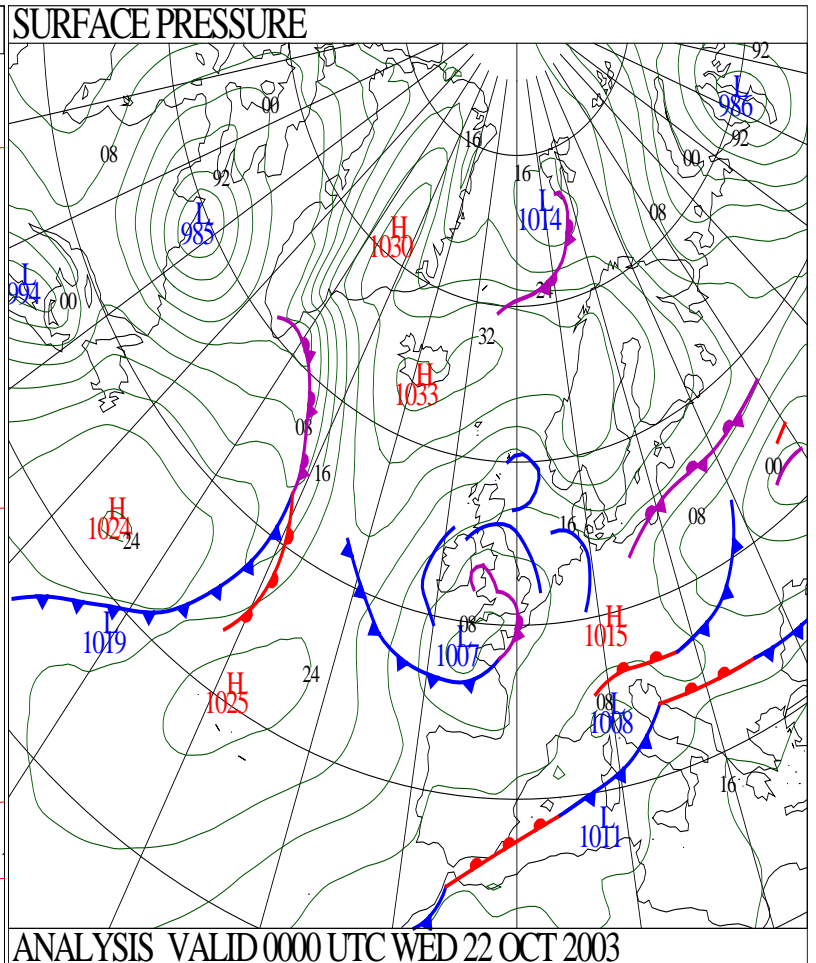 SURFACE PRESSURE
92
L
986
92
00
08
16
00
92
16
L
1014
08
L
985
H
1030
L
994
00
24
32
H
1033
08
16
00
H
1024
24
16
08
L
1019
08
L
1007
H
1015
H
1025
24
08
L
1008
16
L
1011
ANALYSIS VALID 0000 UTC WED 22 OCT 2003